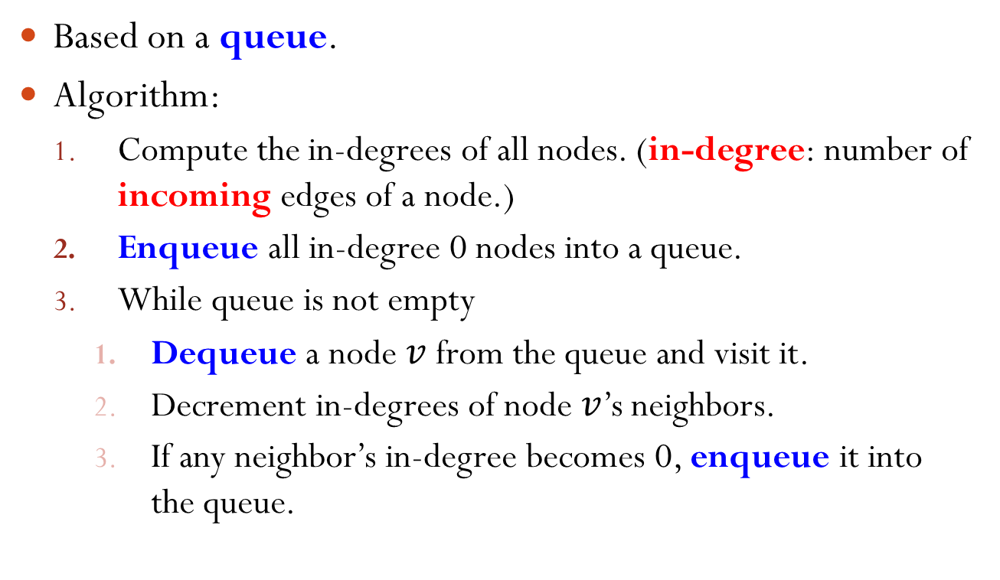 • Based on a queue.
• Algorithm:
1. Compute the in-degrees of all nodes. (in-degree: number of
incoming edges of a node.)
2. Enqueue all in-degree 0 nodes into a queue.
3. While queue is not empty
1. Dequeue a node v from the queue and visit it.
2. Decrement in-degrees of node v’s neighbors.
3. If any neighbor’s in-degree becomes 0, enqueue it into
the queue.